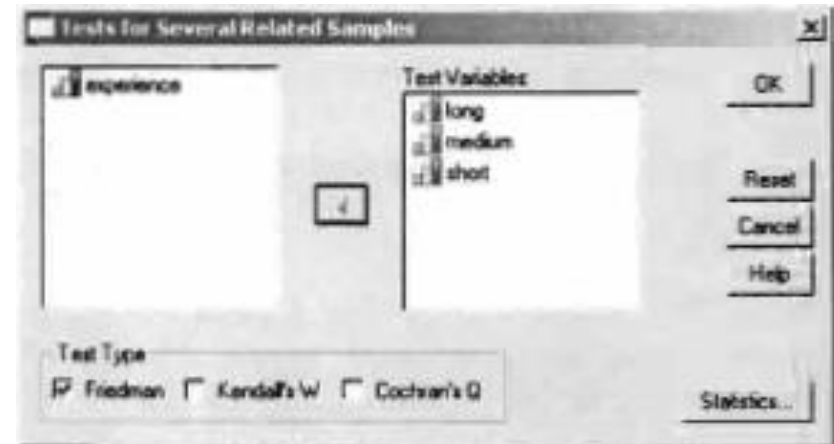 Tests for Several Related Samples
experience
Test Variables
long
medium
short
OK
Reset
Cancel
Help
Test Type
Friedman
Kendall's W
Cochran's Q
Statistics...